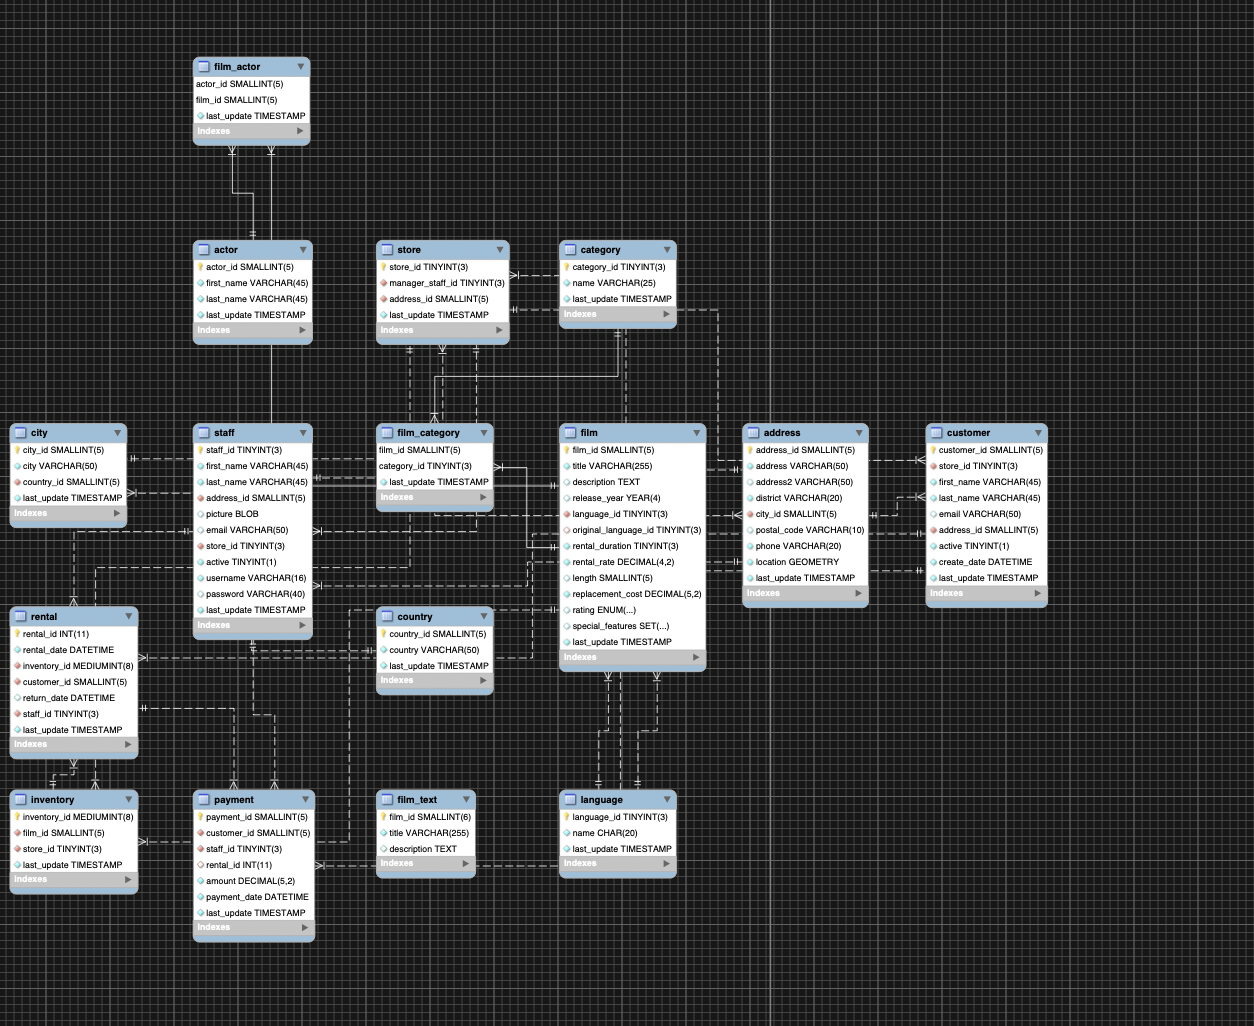 film_actor
actor_id SMALLINT(5)
film_id SMALLINT(5)
last_update TIMESTAMP
Indexes
actor
actor_id SMALLINT(5)
first_name VARCHAR(45)
last_name VARCHAR(45)
last_update TIMESTAMP
Indexes
store
store_id TINYINT(3)
manager_staff_id TINYINT(3)
address_id SMALLINT(5)
last_update TIMESTAMP
Indexes
category
category_id TINYINT(3)
name VARCHAR(25)
last_update TIMESTAMP
Indexes
city
city_id SMALLINT(5)
city VARCHAR(50)
country_id SMALLINT(5)
last_update TIMESTAMP
Indexes
staff
staff_id TINYINT(3)
first_name VARCHAR(45)
last_name VARCHAR(45)
address_id SMALLINT(5)
picture BLOB
email VARCHAR(50)
store_id TINYINT(3)
active TINYINT(1)
username VARCHAR(16)
password VARCHAR(40)
last_update TIMESTAMP
Indexes
film_category
film_id SMALLINT(5)
category_id TINYINT(3)
last_update TIMESTAMP
Indexes
film
film_id SMALLINT(5)
title VARCHAR(255)
description TEXT
release_year YEAR(4)
language_id TINYINT(3)
original_language_id TINYINT(3)
rental_duration TINYINT(3)
rental_rate DECIMAL(4,2)
length SMALLINT(5)
replacement_cost DECIMAL(5,2)
rating ENUM(...)
special_features SET(...)
last_update TIMESTAMP
Indexes
address
address_id SMALLINT(5)
address VARCHAR(50)
address2 VARCHAR(50)
district VARCHAR(20)
city_id SMALLINT(5)
postal_code VARCHAR(10)
phone VARCHAR(20)
location GEOMETRY
last_update TIMESTAMP
Indexes
customer
customer_id SMALLINT(5)
store_id TINYINT(3)
first_name VARCHAR(45)
last_name VARCHAR(45)
email VARCHAR(50)
address_id SMALLINT(5)
active TINYINT(1)
create_date DATETIME
last_update TIMESTAMP
Indexes
rental
rental_id INT(11)
rental_date DATETIME
inventory_id MEDIUMINT(8)
customer_id SMALLINT(5)
return_date DATETIME
staff_id TINYINT(3)
last_update TIMESTAMP
Indexes
country
country_id SMALLINT(5)
country VARCHAR(50)
last_update TIMESTAMP
Indexes
inventory
inventory_id MEDIUMINT(8)
film_id SMALLINT(5)
store_id TINYINT(3)
last_update TIMESTAMP
Indexes
payment
payment_id SMALLINT(5)
customer_id SMALLINT(5)
staff_id TINYINT(3)
rental_id INT(11)
amount DECIMAL(5,2)
payment_date DATETIME
last_update TIMESTAMP
Indexes
film_text
film_id SMALLINT(6)
title VARCHAR(255)
description TEXT
Indexes
language
language_id TINYINT(3)
name CHAR(20)
last_update TIMESTAMP
Indexes